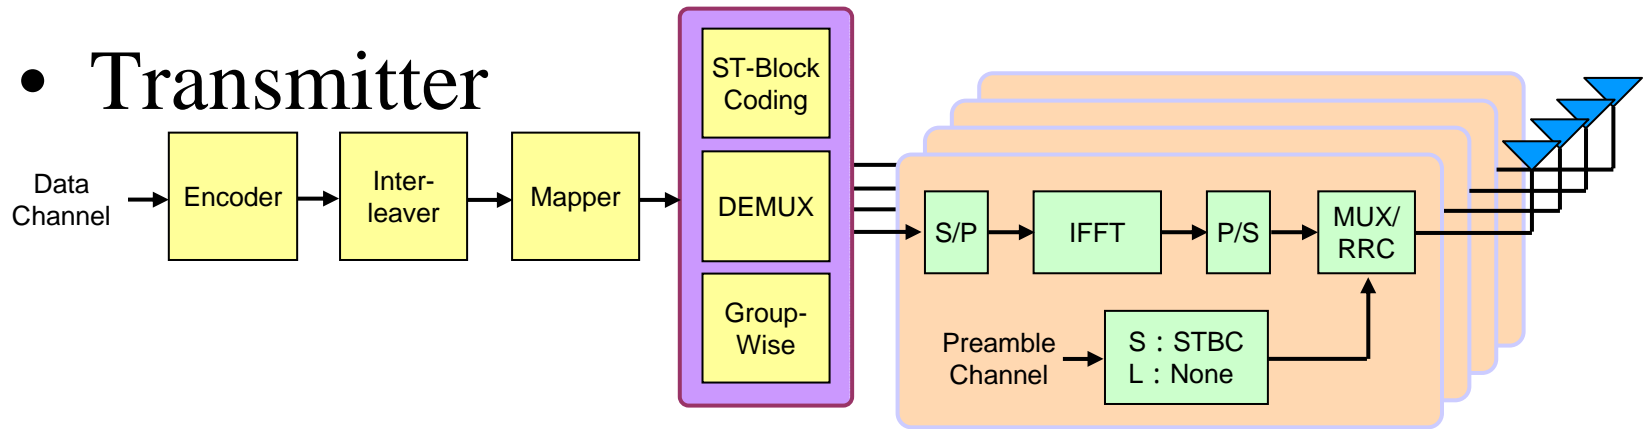 • Transmitter
Data
Channel
Encoder
Inter-
leaver
Mapper
ST-Block
Coding
DEMUX
Group-
Wise
S/P
IFFT
P/S
MUX/
RRC
Preamble
Channel
S : STBC
L : None